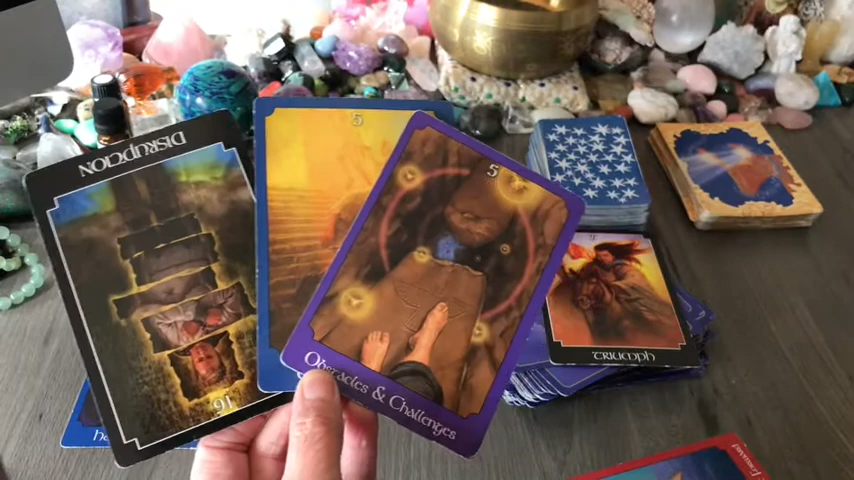 DISRUPTION
16
5
5
Obstacles & Challenges
TRIUMPH